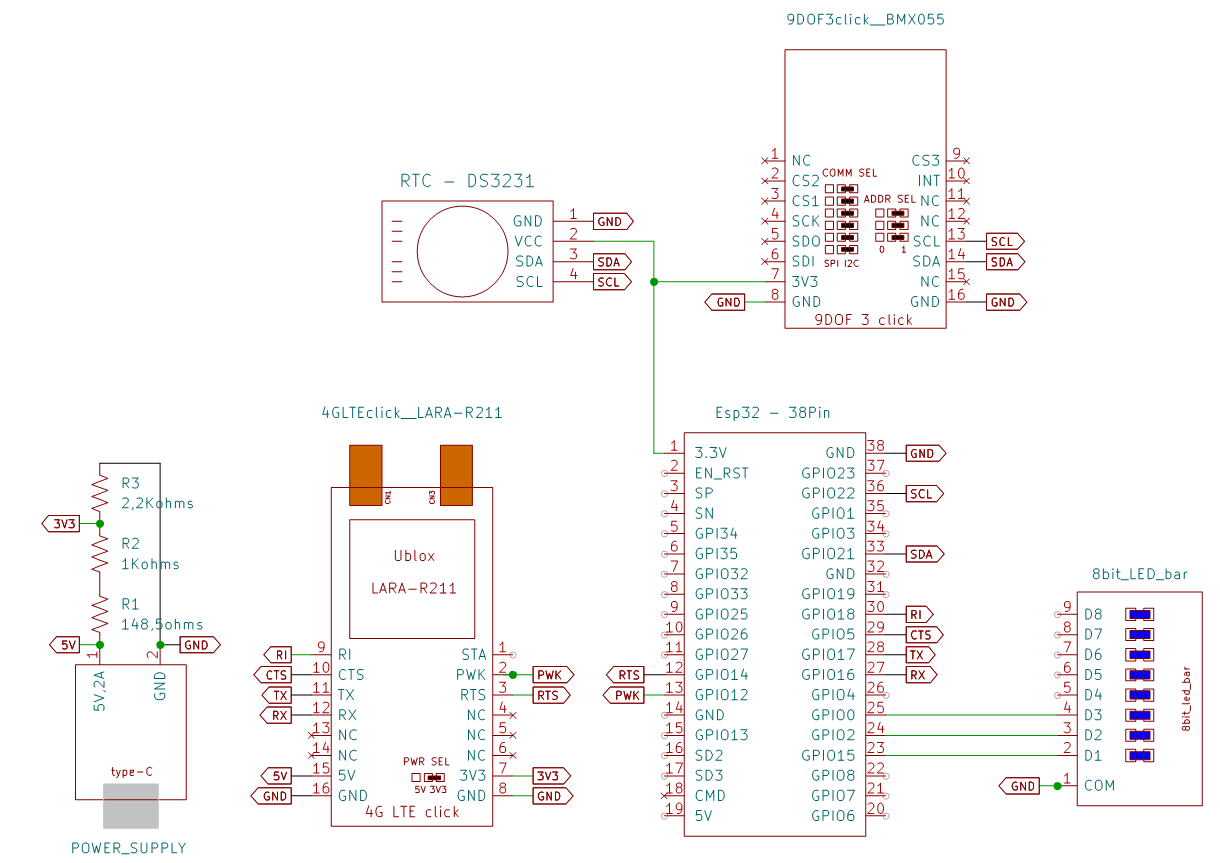 9DOF3click__BMX055
1 NC CS3 9
2 CS2 COMM SEL INT 10
3 CS1 ADDR SEL NC 11
4 SCK NC 12
5 SDO SCL 13 SCL
0 1
6 SDI SPI I2C SDA 14 SDA
7 3V3 NC 15
GND 8 GND GND 16 GND
9DOF 3 click
RTC - DS3231
GND 1 GND
VCC 2
SDA 3 SDA
SCL 4 SCL
4GLTEclick__LARA-R211
CN1 CN3
Ublox
LARA-R211
RI 9 RI STA 1
CTS 10 CTS PWK 2 PWK
TX 11 TX RTS 3 RTS
RX 12 RX NC 4
13 NC NC 5
14 NC NC 6
PWR SEL
5V 15 5V 3V3 7 3V3
5V 3V3
GND 16 GND GND 8 GND
4G LTE click
R3
2,2Kohms
3V3
R2
1Kohms
R1
148,5ohms
5V GND
1 2
5V,2A GND
type-C
POWER_SUPPLY
Esp32 - 38Pin
1 3.3V GND 38 GND
2 EN_RST GPIO23 37
3 SP GPIO22 36 SCL
4 SN GPIO1 35
5 GPI34 GPIO3 34
6 GPI35 GPIO21 33 SDA
7 GPIO32 GND 32
8 GPIO33 GPIO19 31
9 GPIO25 GPIO18 30 RI
10 GPIO26 GPIO5 29 CTS
11 GPIO27 GPIO17 28 TX
RTS 12 GPIO14 GPIO16 27 RX
PWK 13 GPIO12 GPIO4 26
14 GND GPIO0 25
15 GPIO13 GPIO2 24
16 SD2 GPIO15 23
17 SD3 GPIO8 22
18 CMD GPIO7 21
19 5V GPIO6 20
8bit_LED_bar
9 D8
8 D7
7 D6
6 D5
5 D4
4 D3
3 D2
2 D1
GND 1 COM
8bit_led_bar